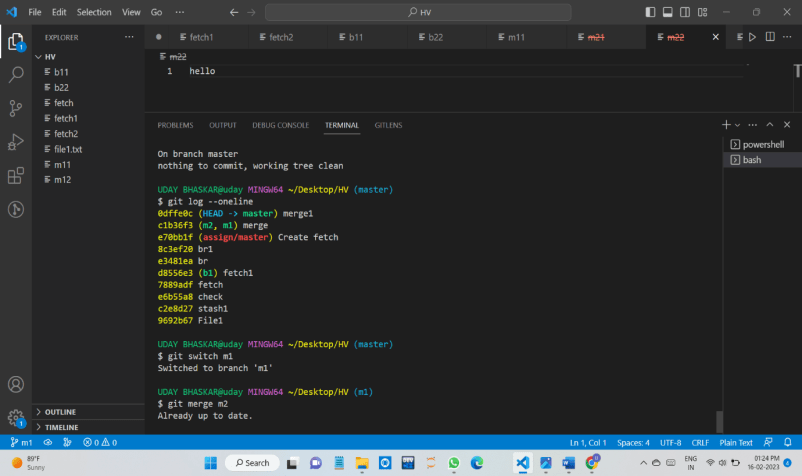 File Edit Selection View Go ···
HV
EXPLORER ···
fetch1 fetch2 b11 b22 m11 m21 m22
HV
b11
b22
fetch
fetch1
fetch2
file1.txt
m11
m12
m22
1 hello
PROBLEMS OUTPUT DEBUG CONSOLE TERMINAL GITLENS
powershell
bash
On branch master
nothing to commit, working tree clean
UDAY BHASKAR@uday MINGW64 ~/Desktop/HV (master)
$ git log --oneline
0dffe0c (HEAD -> master) merge1
c1b36f3 (m2, m1) merge
e70bb1f (assign/master) Create fetch
8c3ef20 br1
e3481ea br
d8556e3 (b1) fetch1
7889adf fetch
e6b55a8 check
c2e8d27 stash1
9692b67 File1
UDAY BHASKAR@uday MINGW64 ~/Desktop/HV (master)
$ git switch m1
Switched to branch 'm1'
UDAY BHASKAR@uday MINGW64 ~/Desktop/HV (m1)
$ git merge m2
Already up to date.
OUTLINE
TIMELINE
m1 0 0 Ln 1, Col 1 Spaces: 4 UTF-8 CRLF Plain Text
89°F
Sunny
Search
ENG
IN
01:24 PM
16-02-2023